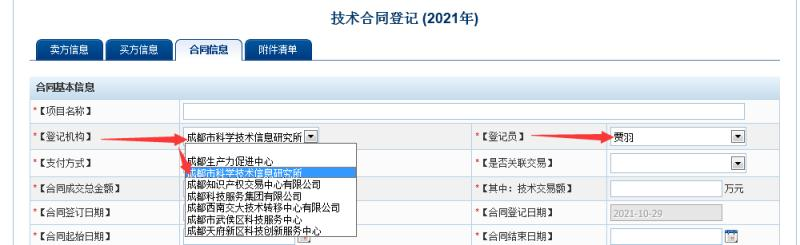 技术合同登记 (2021年)
卖方信息 买方信息 合同信息 附件清单
合同基本信息
*【项目名称】
*【登记机构】 成都市科学技术信息研究所 *【登记员】 贾羽
*【支付方式】 成都生产力促进中心 *【是否关联交易】
成都市科学技术信息研究所
*【合同成交总金额】 成都知识产权交易中心有限公司 *【其中：技术交易额】 万元
成都科技服务集团有限公司
*【合同签订日期】 成都西南交大技术转移中心有限公司 *【合同登记日期】 2021-10-29
成都市武侯区科技服务中心
*【合同起始日期】 成都天府新区科技创新服务中心 *【合同结束日期】